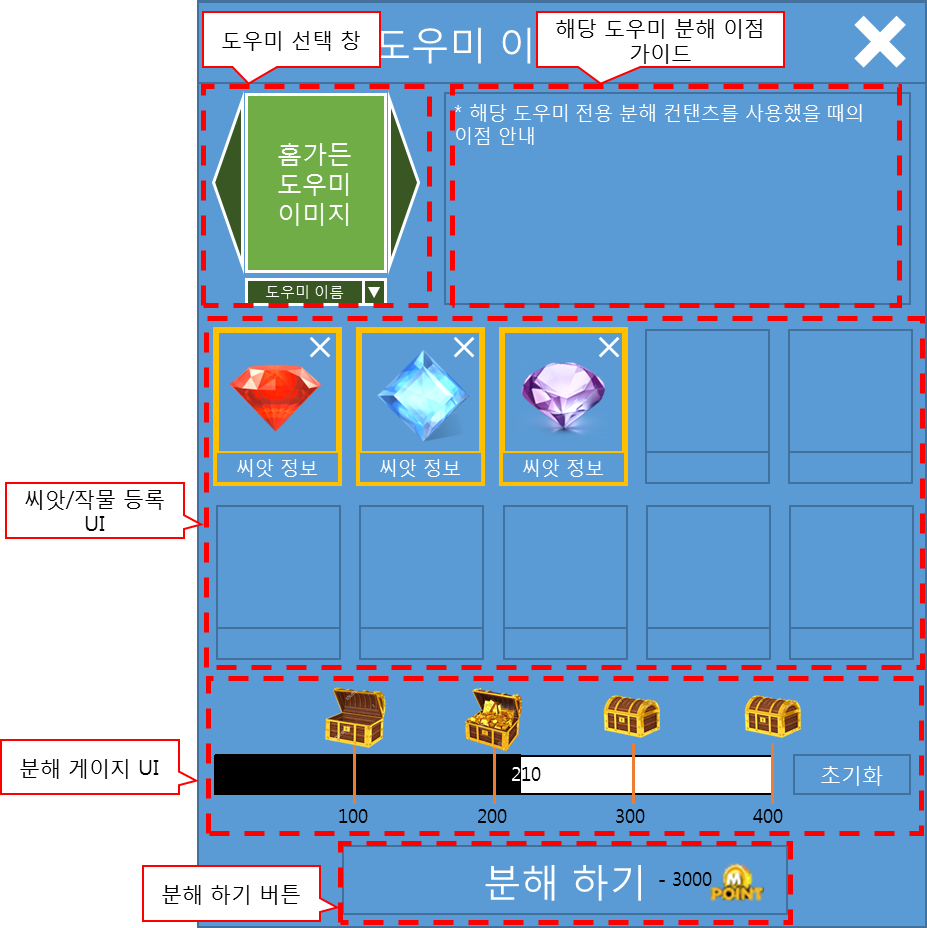 도우미 선택 창
도우미 이
해당 도우미 분해 이점
가이드
* 해당 도우미 전용 분해 컨탠츠를 사용했을 때의
이점 안내
홈가든
도우미
이미지
도우미 이름
씨앗 정보
씨앗 정보
씨앗 정보
씨앗/작물 등록
UI
분해 게이지 UI
210
초기화
100
200
300
400
분해 하기 버튼
분해 하기 - 3000
M
POINT